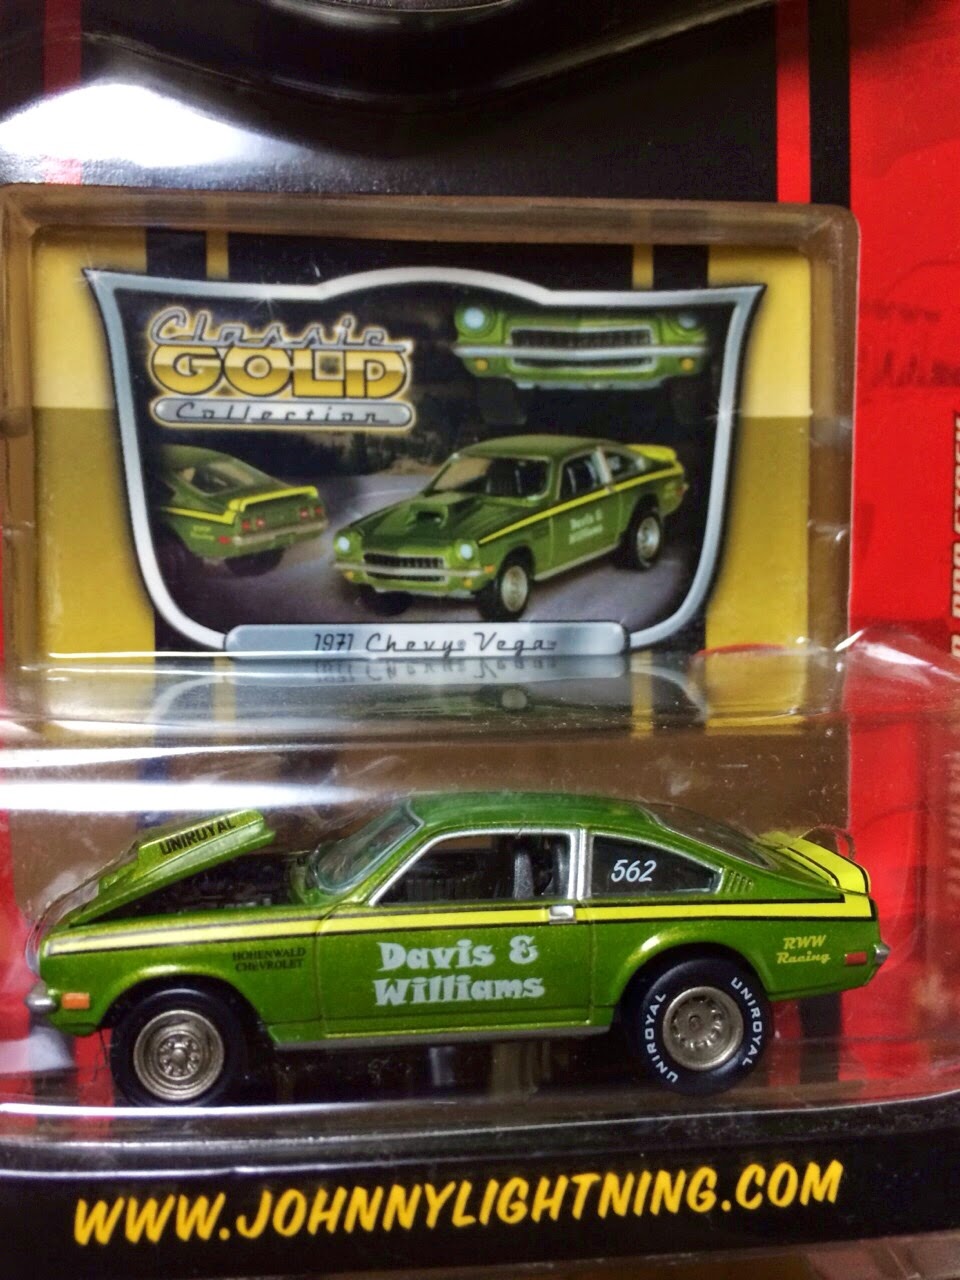 Classic
GOLD
Collection
Davis &
Williams
1971 Chevy® Vega™
UNIROYAL
562
HOHENWALD
CHEVROLET
Davis &
Williams
RWW
Racing
UNIROYAL
UNIROYAL
WWW.JOHNNYLIGHTNING.COM